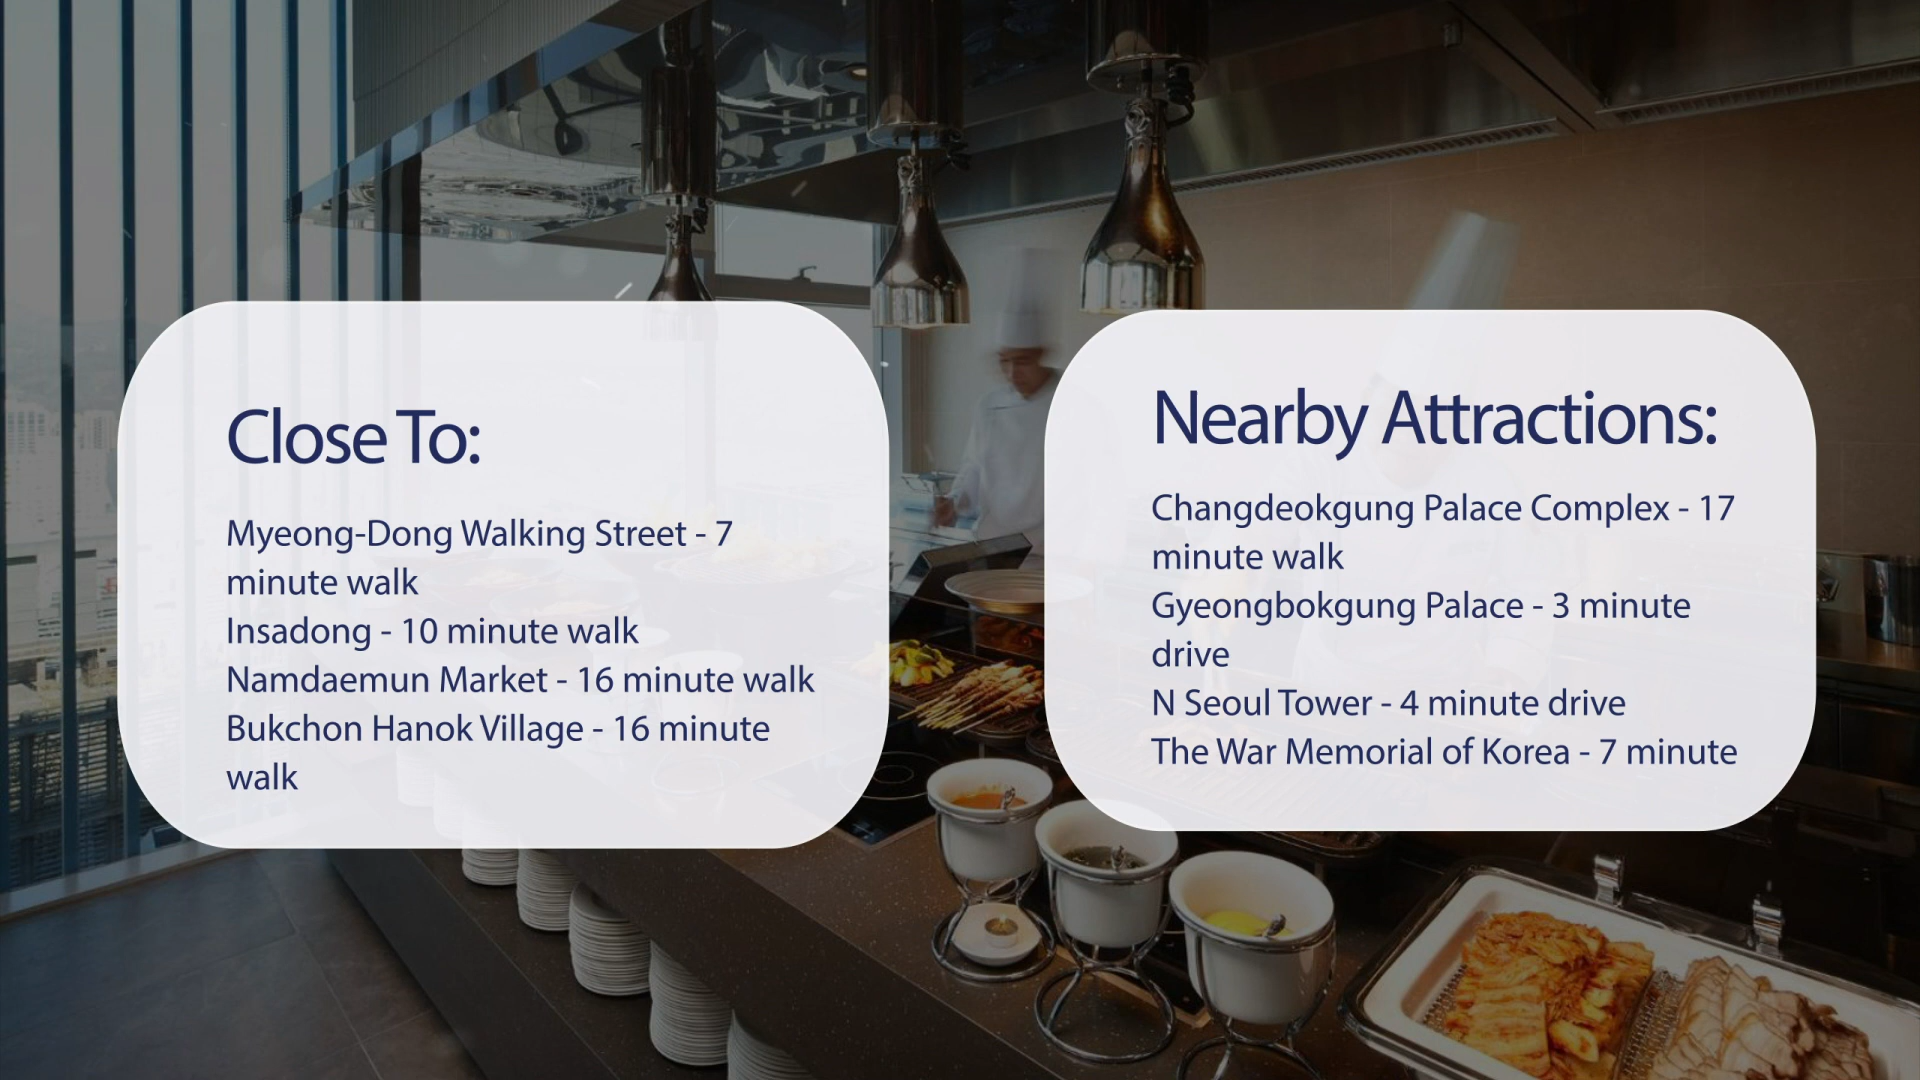 Close To:
Myeong-Dong Walking Street - 7
minute walk
Insadong - 10 minute walk
Namdaemun Market - 16 minute walk
Bukchon Hanok Village - 16 minute
walk
Nearby Attractions:
Changdeokgung Palace Complex - 17
minute walk
Gyeongbokgung Palace - 3 minute
drive
N Seoul Tower - 4 minute drive
The War Memorial of Korea - 7 minute